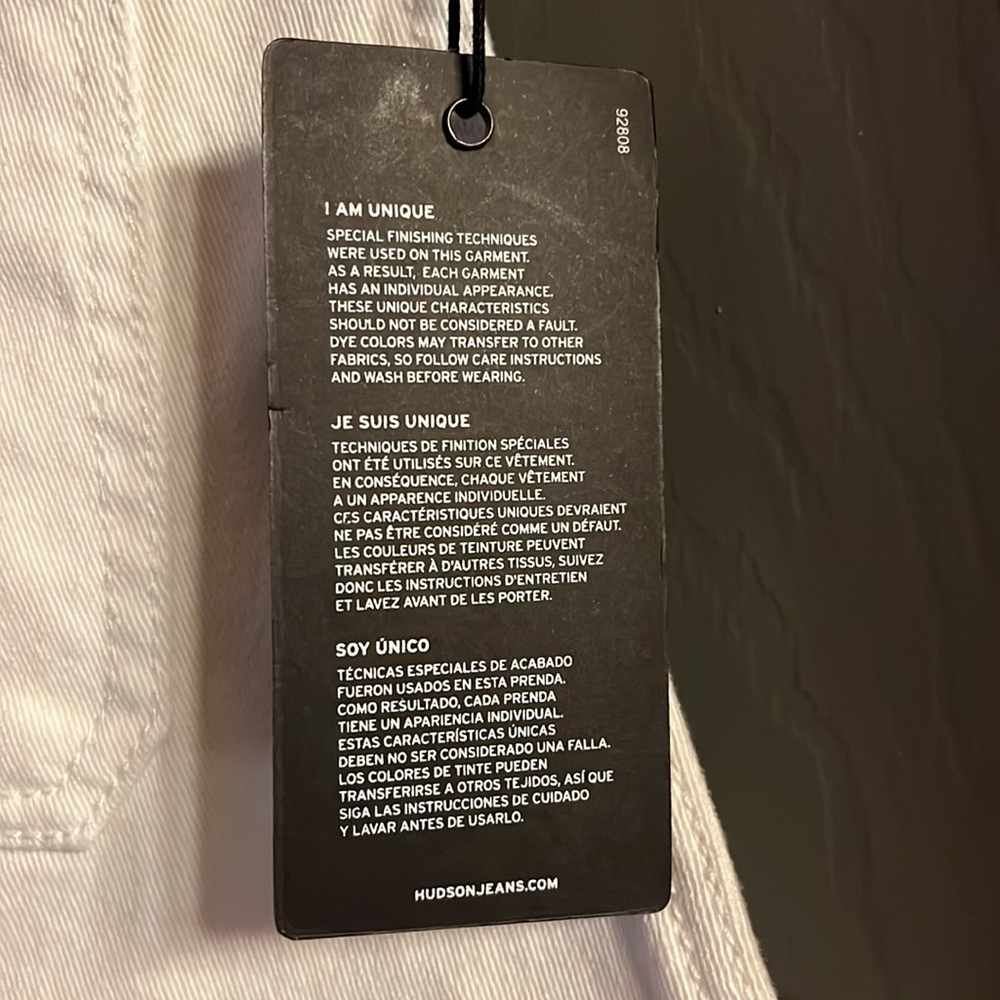 92808
I AM UNIQUE
SPECIAL FINISHING TECHNIQUES
WERE USED ON THIS GARMENT.
AS A RESULT, EACH GARMENT
HAS AN INDIVIDUAL APPEARANCE.
THESE UNIQUE CHARACTERISTICS
SHOULD NOT BE CONSIDERED A FAULT.
DYE COLORS MAY TRANSFER TO OTHER
FABRICS, SO FOLLOW CARE INSTRUCTIONS
AND WASH BEFORE WEARING.
JE SUIS UNIQUE
TECHNIQUES DE FINITION SPÉCIALES
ONT ÉTÉ UTILISÉS SUR CE VÊTEMENT.
EN CONSÉQUENCE, CHAQUE VÊTEMENT
A UN APPARENCE INDIVIDUELLE.
CES CARACTÉRISTIQUES UNIQUES DEVRAIENT
NE PAS ÊTRE CONSIDÉRÉ COMME UN DÉFAUT.
LES COULEURS DE TEINTURE PEUVENT
TRANSFÉRER À D'AUTRES TISSUS, SUIVEZ
DONC LES INSTRUCTIONS D'ENTRETIEN
ET LAVEZ AVANT DE LES PORTER.
SOY ÚNICO
TÉCNICAS ESPECIALES DE ACABADO
FUERON USADOS EN ESTA PRENDA.
COMO RESULTADO, CADA PRENDA
TIENE UN APARIENCIA INDIVIDUAL.
ESTAS CARACTERÍSTICAS ÚNICAS
DEBEN NO SER CONSIDERADO UNA FALLA.
LOS COLORES DE TINTE PUEDEN
TRANSFERIRSE A OTROS TEJIDOS, ASÍ QUE
SIGA LAS INSTRUCCIONES DE CUIDADO
Y LAVAR ANTES DE USARLO.
HUDSONJEANS.COM